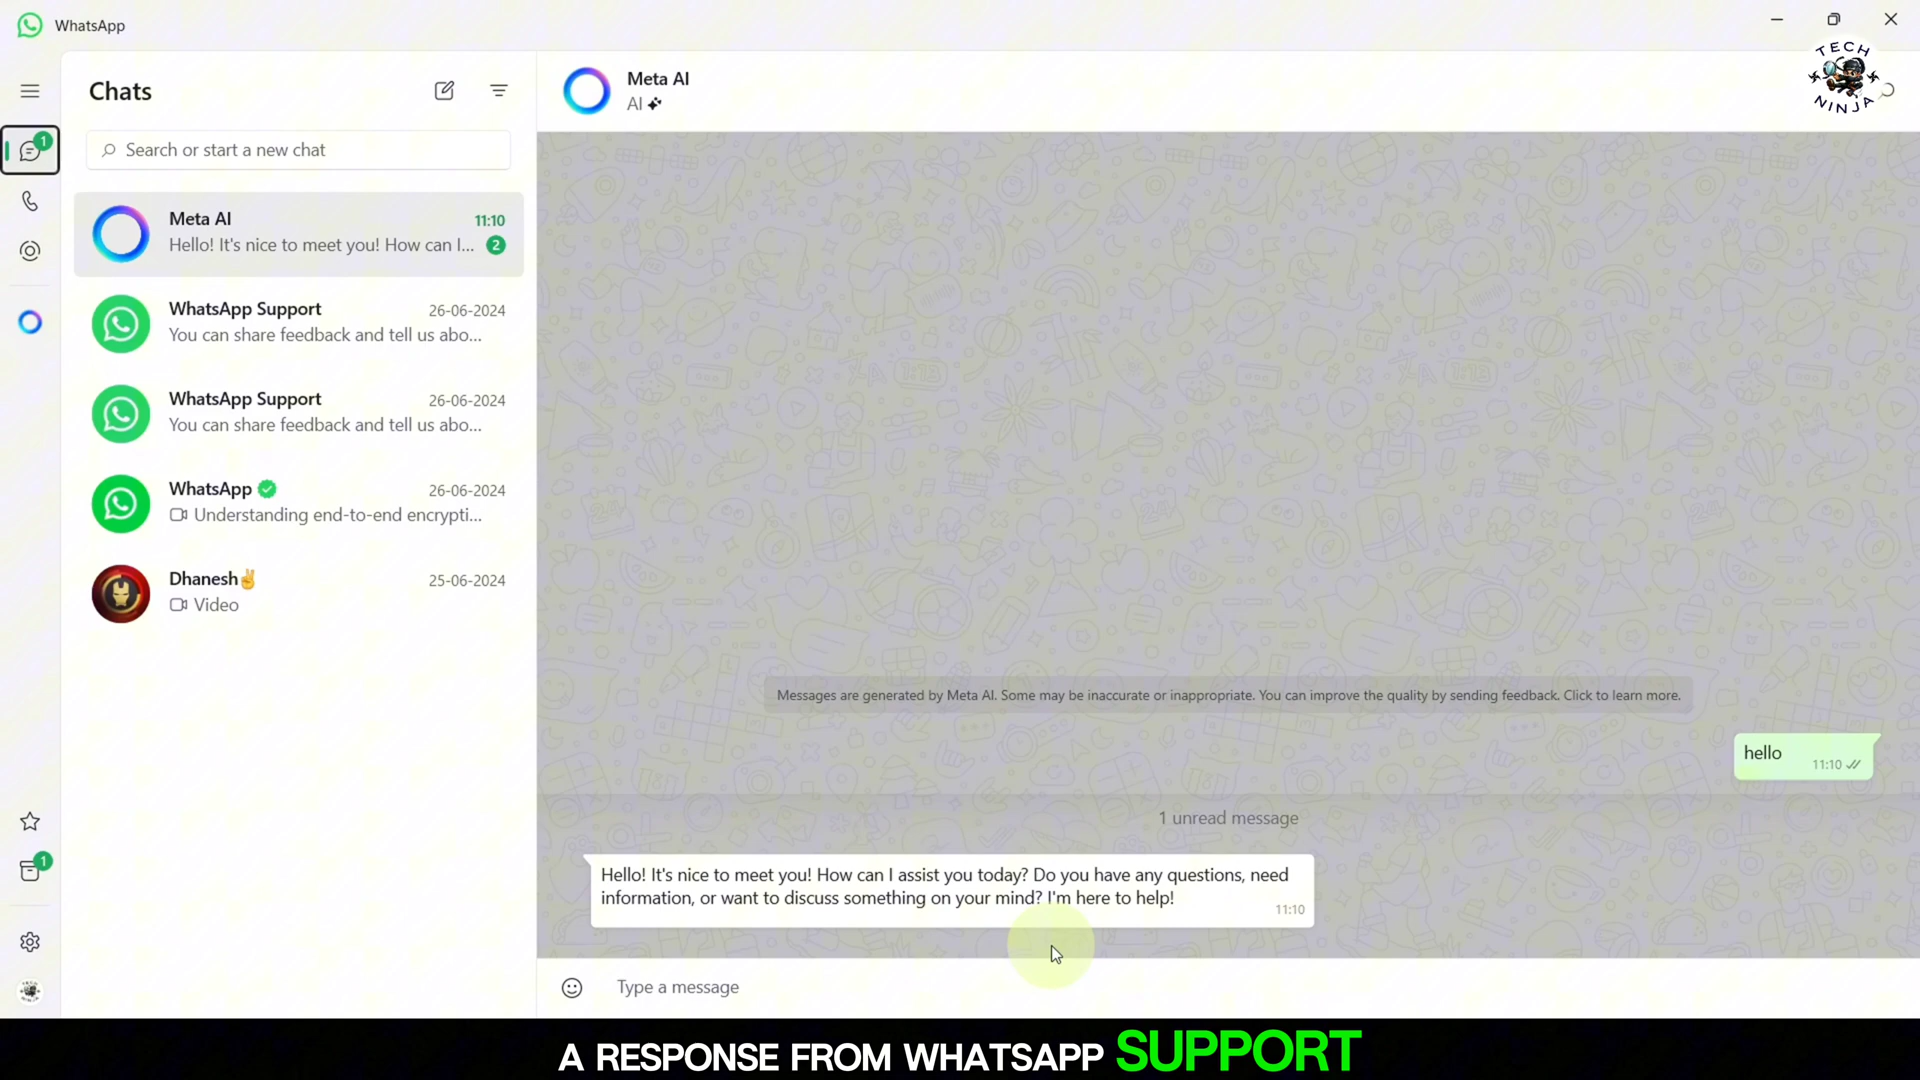 WhatsApp
TECH
NINJA
Chats
Search or start a new chat
1
Meta AI
11:10
Hello! It's nice to meet you! How can I...
2
WhatsApp Support
26-06-2024
You can share feedback and tell us abo...
WhatsApp Support
26-06-2024
You can share feedback and tell us abo...
WhatsApp
26-06-2024
Understanding end-to-end encrypti...
Dhanesh✌
25-06-2024
Video
1
Meta AI
AI
Messages are generated by Meta AI. Some may be inaccurate or inappropriate. You can improve the quality by sending feedback. Click to learn more.
hello
11:10
1 unread message
Hello! It's nice to meet you! How can I assist you today? Do you have any questions, need
information, or want to discuss something on your mind? I'm here to help!
11:10
Type a message
A RESPONSE FROM WHATSAPP SUPPORT